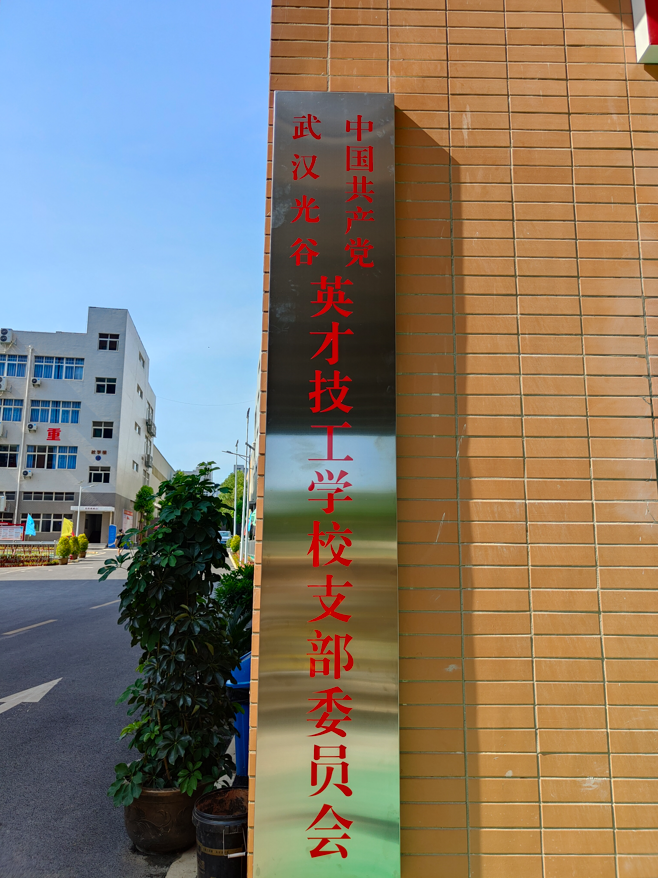 中国共产党
武汉光谷
英才技工学校支部委员会
重